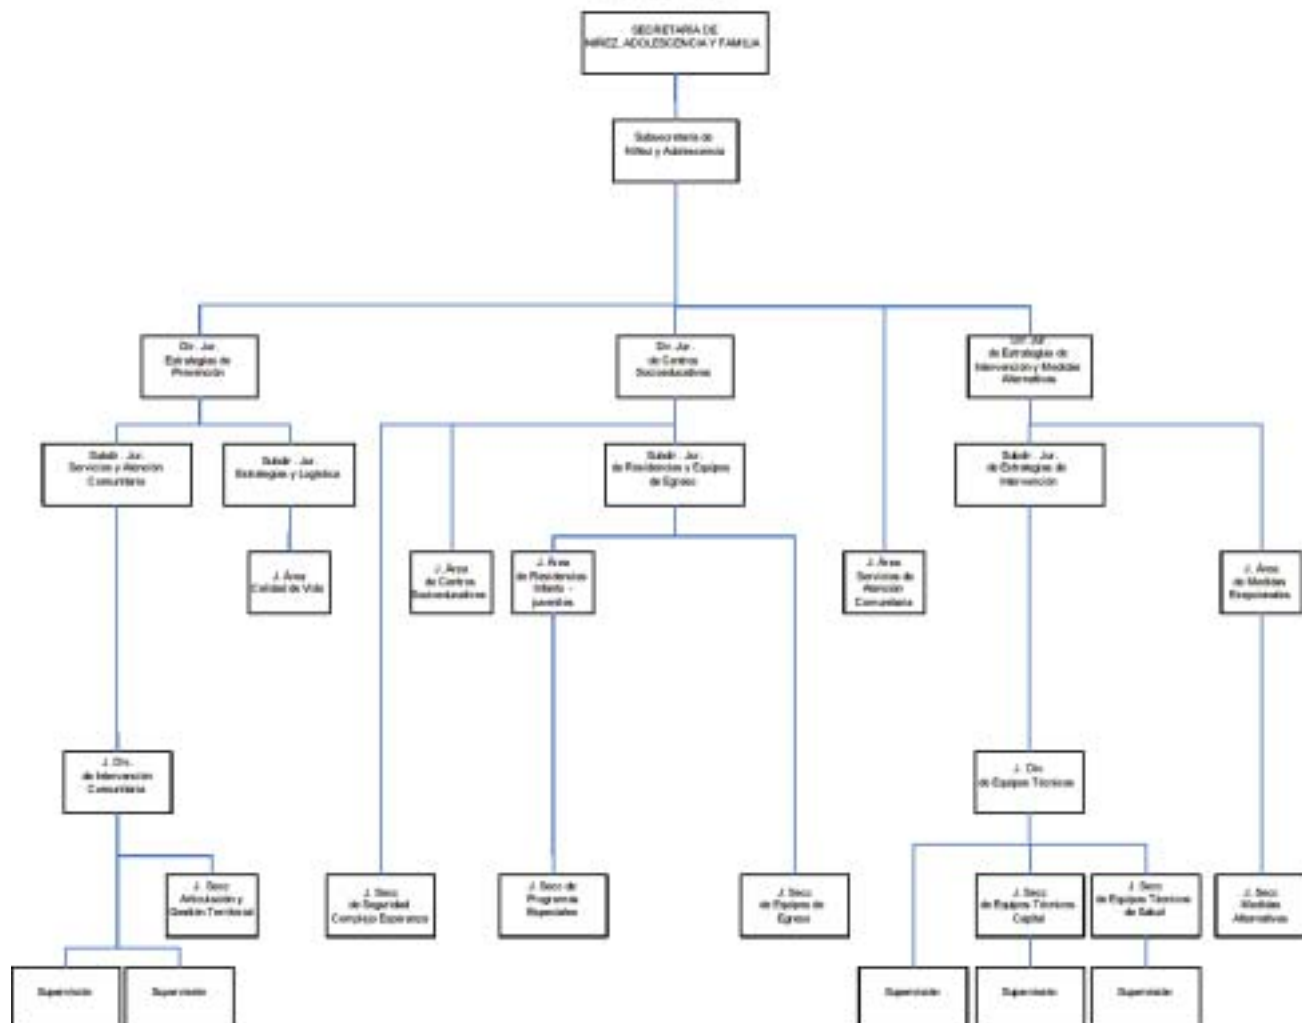 SECRETARÍA DE
NIÑEZ, ADOLESCENCIA Y FAMILIA
Subsecretaría de
Niñez y Adolescencia
Dir. Jur.
Estrategias de
Prevención
Dir. Jur.
de Centros
Socioeducativos
Dir. Jur.
de Estrategias de
Intervención y Medidas
Alternativas
Subdir. Jur.
Servicios y Atención
Comunitaria
Subdir. Jur.
Estrategias y Logística
Subdir. Jur.
de Residencias y Equipos
de Egreso
Subdir. Jur.
de Estrategias de
Intervención
J. Área
Calidad de Vida
J. Área
de Centros
Socioeducativos
J. Área
de Residencias
Infanto -
juveniles
J. Área
Servicios de
Atención
Comunitaria
J. Área
de Medidas
Excepcionales
J. Div.
de Intervención
Comunitaria
J. Div.
de Equipos Técnicos
J. Secc
Articulación y
Gestión Territorial
J. Secc
de Seguridad
Complejo Esperanza
J. Secc de
Programas
Especiales
J. Secc
de Equipos de
Egreso
J. Secc
de Equipos Técnicos
Capital
J. Secc
de Equipos Técnicos
de Salud
J. Secc
Medidas
Alternativas
Supervisión
Supervisión
Supervisión
Supervisión
Supervisión